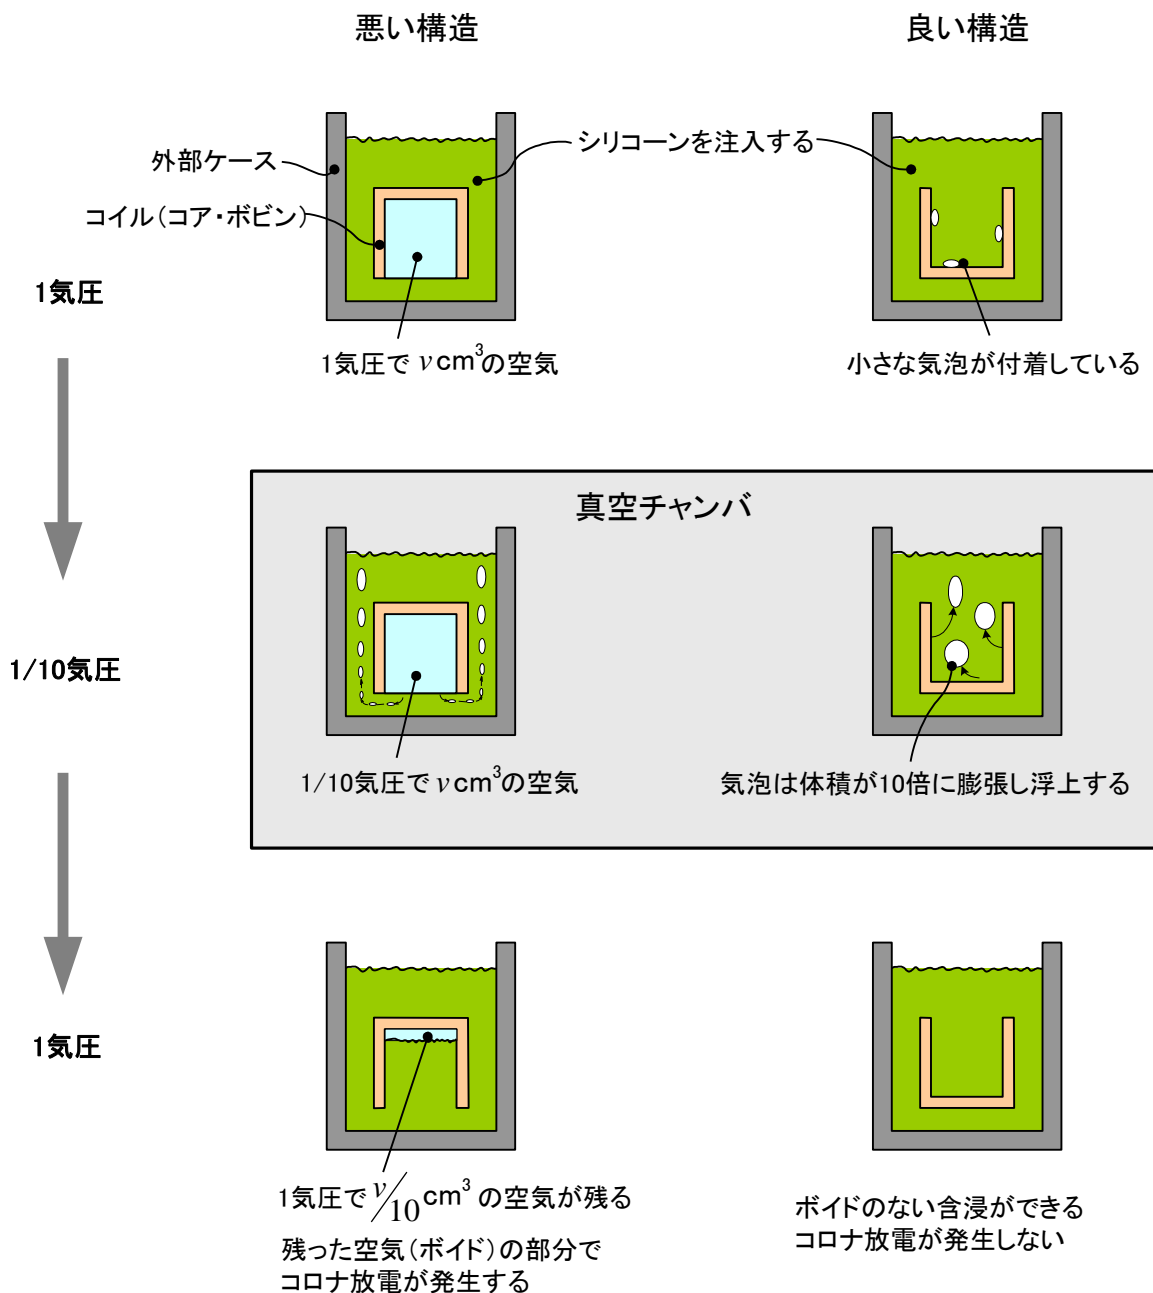 悪い構造
良い構造
外部ケース
シリコーンを注入する
コイル(コア・ボビン)
1気圧
1気圧で vcm³の空気
小さな気泡が付着している
真空チャンバ
1/10気圧
1/10気圧で vcm³の空気
気泡は体積が10倍に膨張し浮上する
1気圧
1気圧で v/10 cm³ の空気が残る
残った空気(ボイド)の部分で
コロナ放電が発生する
ボイドのない含浸ができる
コロナ放電が発生しない